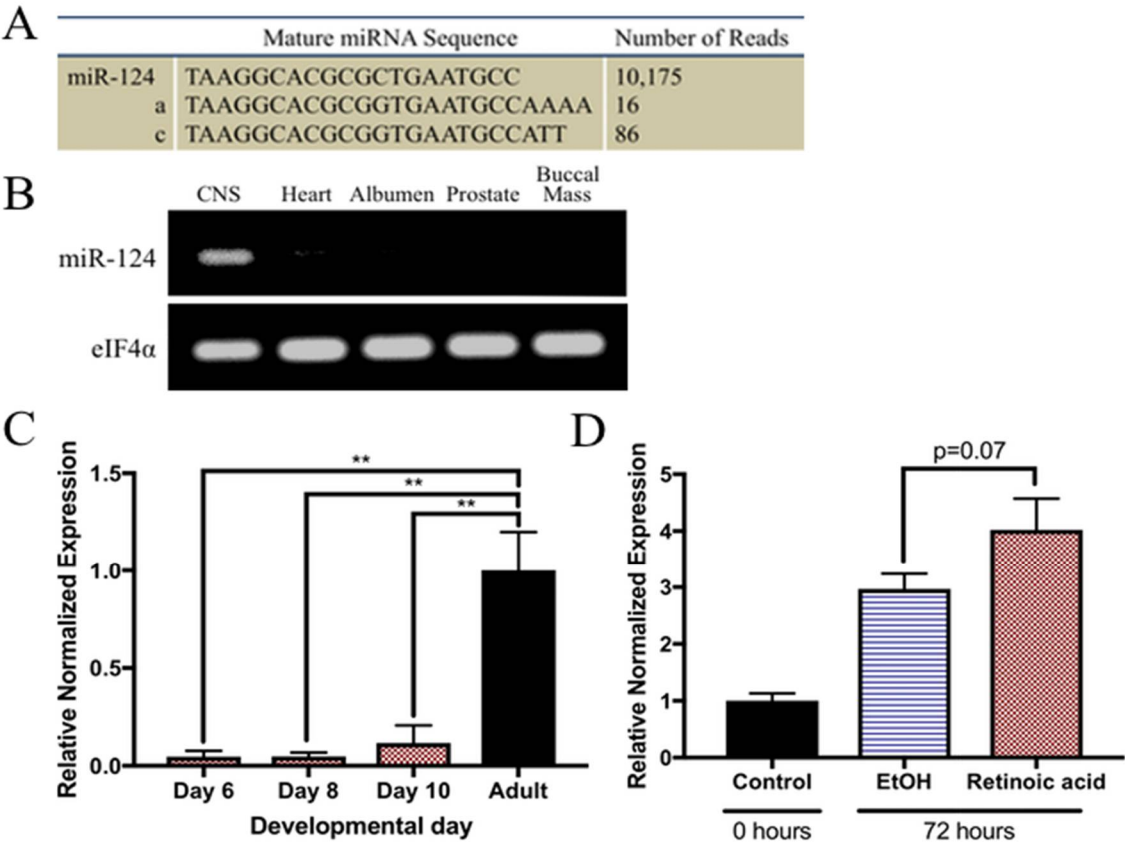 A
Mature miRNA Sequence Number of Reads
miR-124 TAAGGCACGCGCTGAATGCC 10,175
a TAAGGCACGCGGTGAATGCCAAAA 16
c TAAGGCACGCGGTGAATGCCATT 86
B
CNS Heart Albumen Prostate Buccal Mass
miR-124
eIF4α
C
Relative Normalized Expression
1.5
1.0
0.5
0.0
**
**
**
Day 6 Day 8 Day 10 Adult
Developmental day
D
Relative Normalized Expression
5
4
3
2
1
0
p=0.07
Control EtOH Retinoic acid
0 hours 72 hours